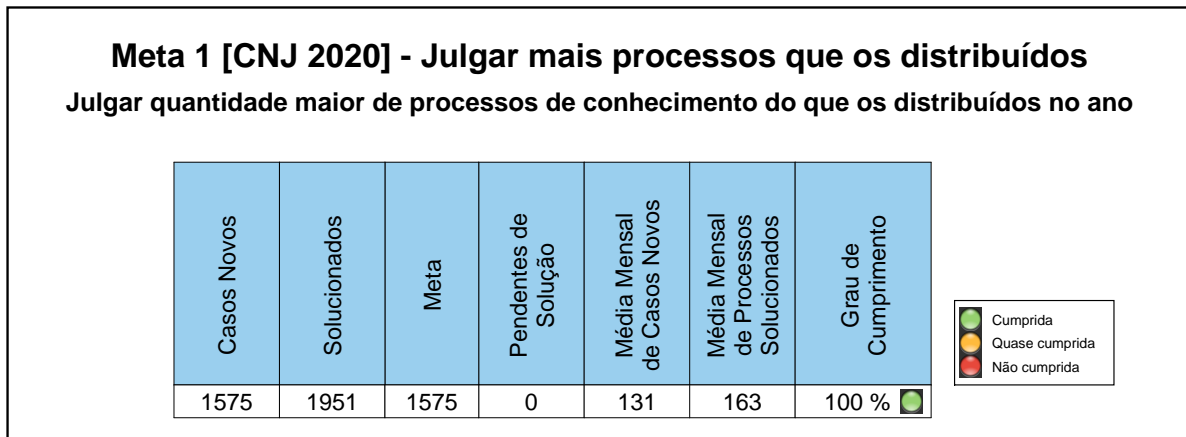 Meta 1 [CNJ 2020] - Julgar mais processos que os distribuídos
Julgar quantidade maior de processos de conhecimento do que os distribuídos no ano
Casos Novos
Solucionados
Meta
Pendentes de
Solução
Média Mensal
de Casos Novos
Média Mensal
de Processos
Solucionados
Grau de
Cumprimento
1575 1951 1575 0 131 163 100 %
Cumprida
Quase cumprida
Não cumprida